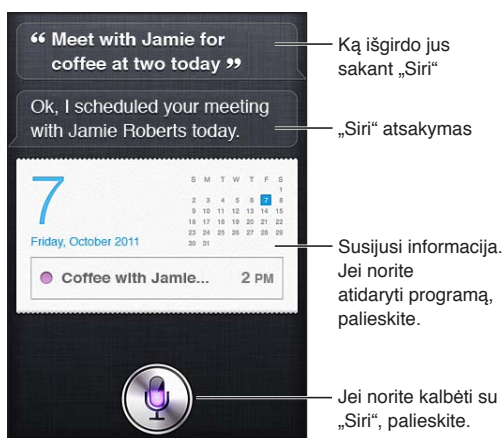 “ Meet with Jamie for
coffee at two today ”
Ką išgirdo jus
sakant „Siri“
Ok, I scheduled your meeting
with Jamie Roberts today.
„Siri“ atsakymas
7
Friday, October 2011
S M T W T F S
1
2 3 4 5 6 7 8
9 10 11 12 13 14 15
16 17 18 19 20 21 22
23 24 25 26 27 28 29
30 31
Coffee with Jamie... 2 PM
Susijusi informacija.
Jei norite
atidaryti programą,
palieskite.
Jei norite kalbėti su
„Siri“, palieskite.